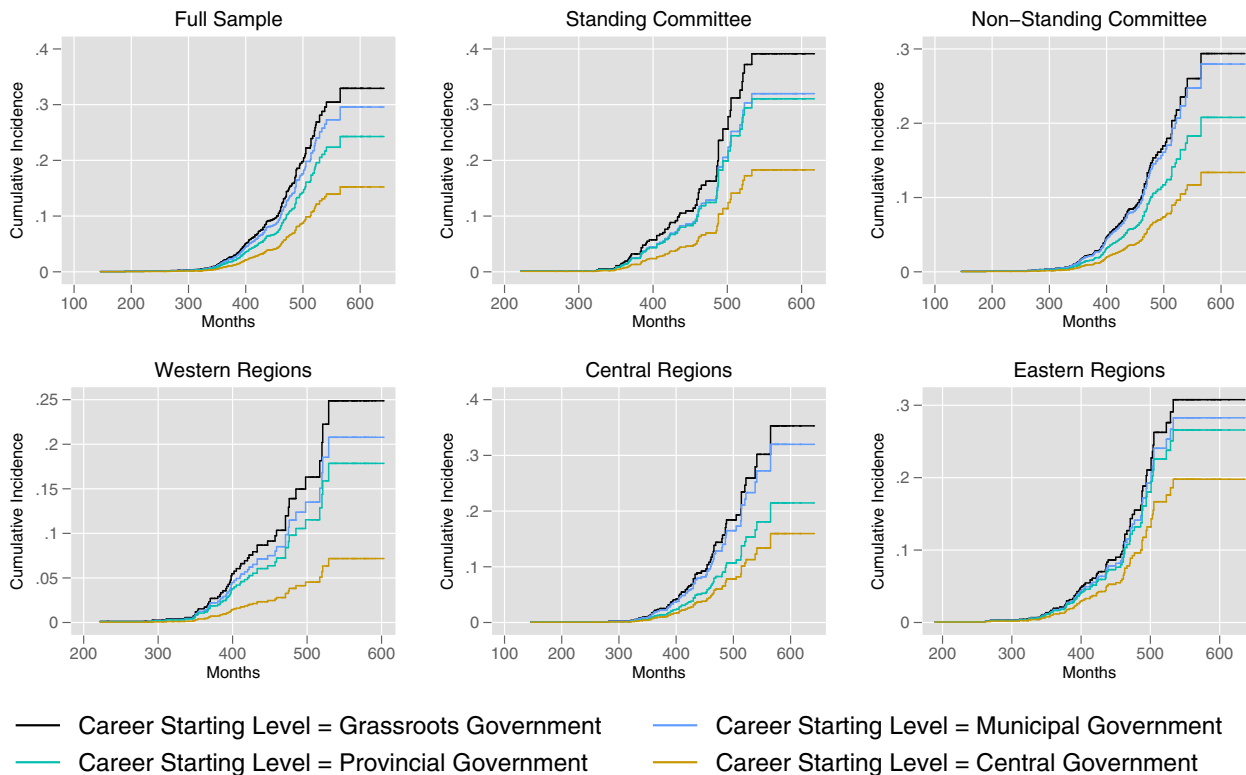 Full Sample
Standing Committee
Non−Standing Committee
Cumulative Incidence
.4
.3
.2
.1
0
100 200 300 400 500 600
Months
Cumulative Incidence
.4
.3
.2
.1
0
300 400 500 600
Months
Cumulative Incidence
.3
.2
.1
0
100 200 300 400 500 600
Months
Western Regions
Central Regions
Eastern Regions
Cumulative Incidence
.25
.2
.15
.1
.05
0
200 300 400 500 600
Months
Cumulative Incidence
.4
.3
.2
.1
0
100 200 300 400 500 600
Months
Cumulative Incidence
.3
.2
.1
0
200 300 400 500 600
Months
Career Starting Level = Grassroots Government
Career Starting Level = Municipal Government
Career Starting Level = Provincial Government
Career Starting Level = Central Government